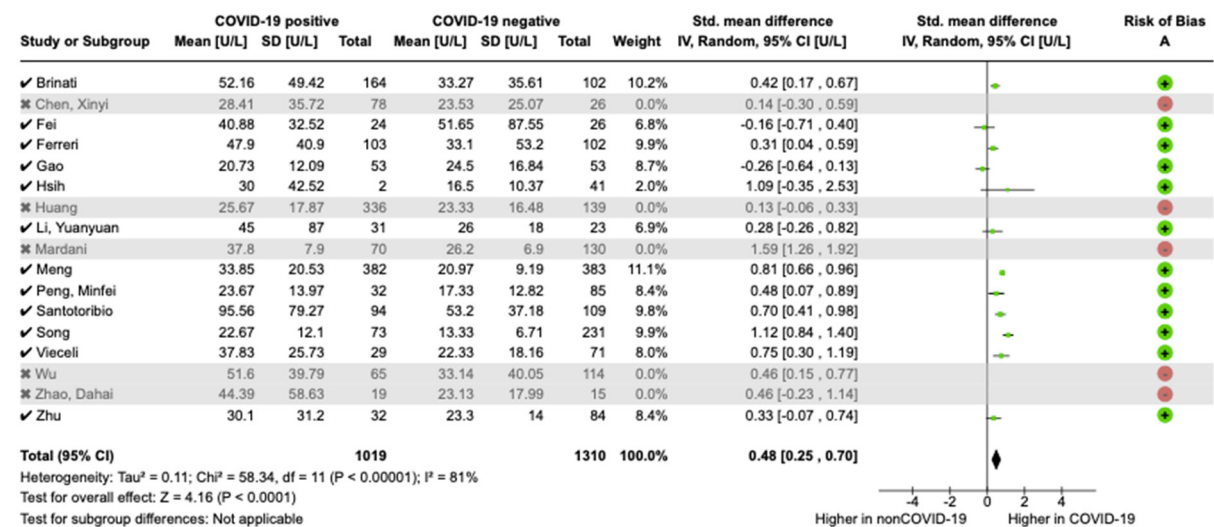 COVID-19 positive COVID-19 negative Std. mean difference Std. mean difference Risk of Bias
Study or Subgroup Mean [U/L] SD [U/L] Total Mean [U/L] SD [U/L] Total Weight IV, Random, 95% CI [U/L] IV, Random, 95% CI [U/L] A
✔ Brinati 52.16 49.42 164 33.27 35.61 102 10.2% 0.42 [0.17 , 0.67] +
✖ Chen, Xinyi 28.41 35.72 78 23.53 25.07 26 0.0% 0.14 [-0.30 , 0.59] -
✔ Fei 40.88 32.52 24 51.65 87.55 26 6.8% -0.16 [-0.71 , 0.40] +
✔ Ferreri 47.9 40.9 103 33.1 53.2 102 9.9% 0.31 [0.04 , 0.59] +
✔ Gao 20.73 12.09 53 24.5 16.84 53 8.7% -0.26 [-0.64 , 0.13] +
✔ Hsih 30 42.52 2 16.5 10.37 41 2.0% 1.09 [-0.35 , 2.53] +
✖ Huang 25.67 17.87 336 23.33 16.48 139 0.0% 0.13 [-0.06 , 0.33] -
✔ Li, Yuanyuan 45 87 31 26 18 23 6.9% 0.28 [-0.26 , 0.82] +
✖ Mardani 37.8 7.9 70 26.2 6.9 130 0.0% 1.59 [1.26 , 1.92] -
✔ Meng 33.85 20.53 382 20.97 9.19 383 11.1% 0.81 [0.66 , 0.96] +
✔ Peng, Minfei 23.67 13.97 32 17.33 12.82 85 8.4% 0.48 [0.07 , 0.89] +
✔ Santotoribio 95.56 79.27 94 53.2 37.18 109 9.8% 0.70 [0.41 , 0.98] +
✔ Song 22.67 12.1 73 13.33 6.71 231 9.9% 1.12 [0.84 , 1.40] +
✔ Vieceli 37.83 25.73 29 22.33 18.16 71 8.0% 0.75 [0.30 , 1.19] +
✖ Wu 51.6 39.79 65 33.14 40.05 114 0.0% 0.46 [0.15 , 0.77] -
✖ Zhao, Dahai 44.39 58.63 19 23.13 17.99 15 0.0% 0.46 [-0.23 , 1.14] -
✔ Zhu 30.1 31.2 32 23.3 14 84 8.4% 0.33 [-0.07 , 0.74] +
Total (95% CI) 1019 1310 100.0% 0.48 [0.25 , 0.70]
Heterogeneity: Tau² = 0.11; Chi² = 58.34, df = 11 (P < 0.00001); I² = 81%
Test for overall effect: Z = 4.16 (P < 0.0001)
-4 -2 0 2 4
Test for subgroup differences: Not applicable
Higher in nonCOVID-19 Higher in COVID-19